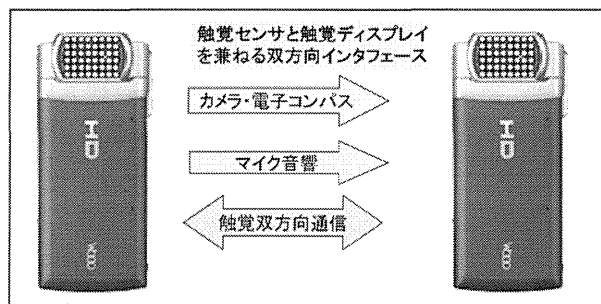 触覚センサと触覚ディスプレイ
を兼ねる双方向インタフェース
カメラ・電子コンパス
マイク音響
触覚双方向通信
HD
HD